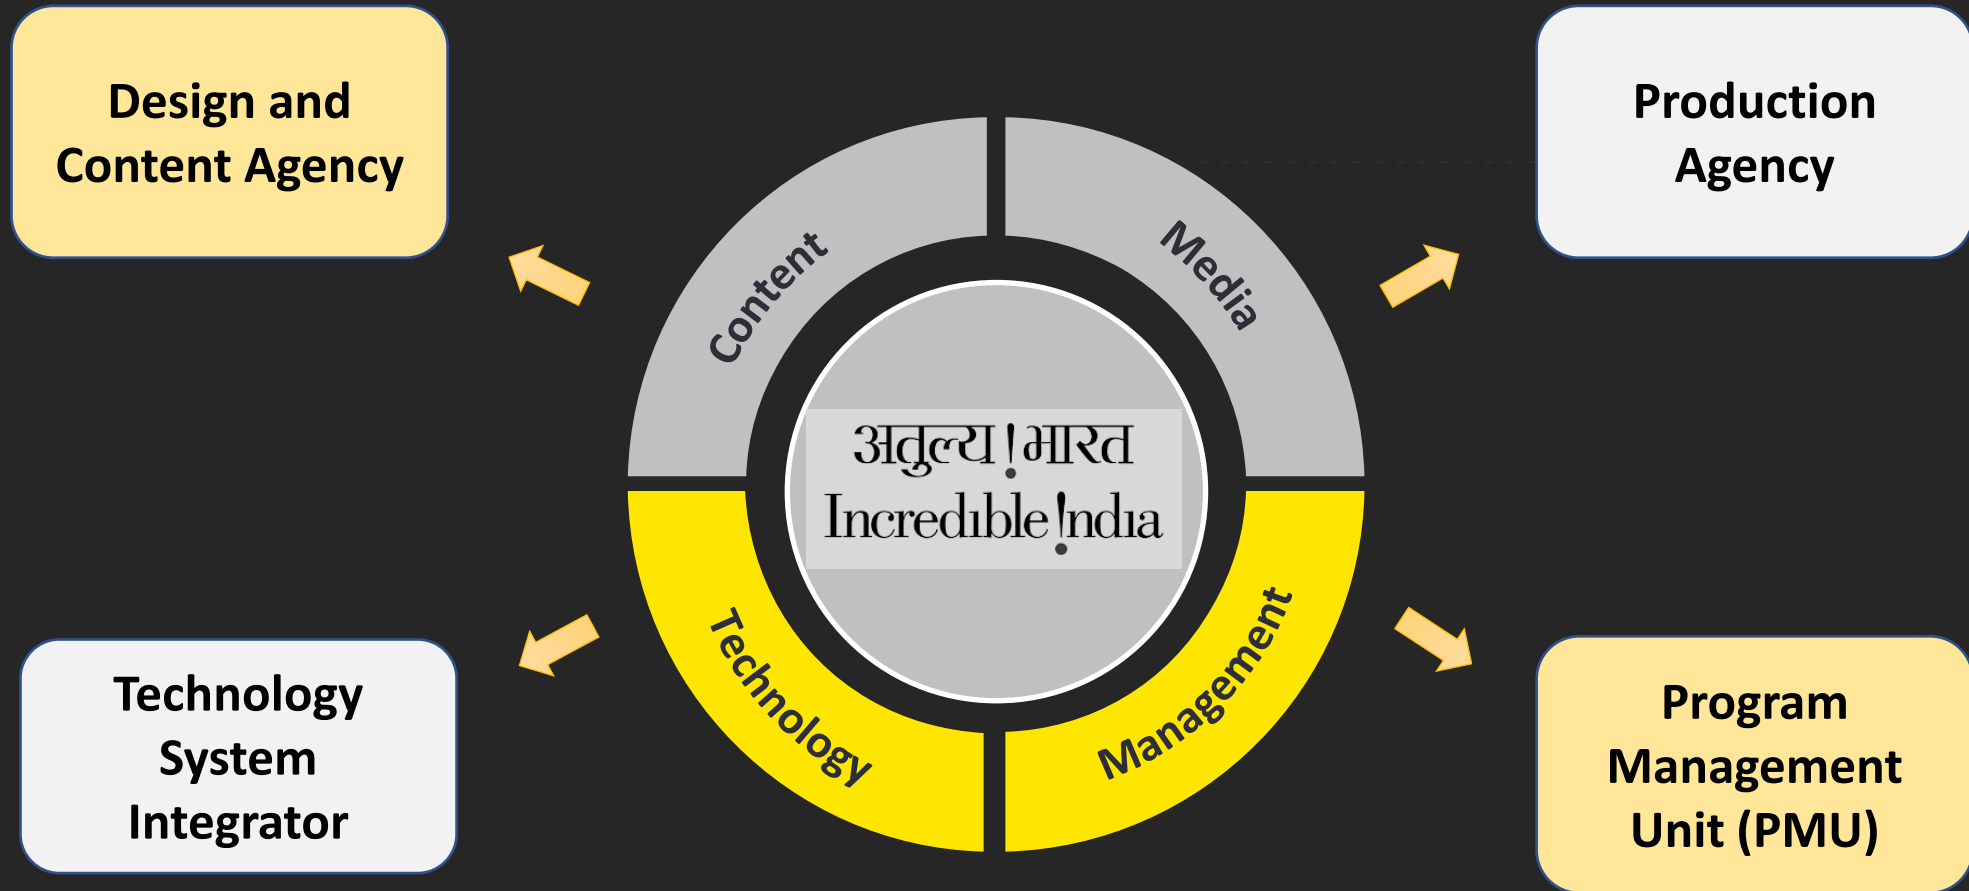 Design and
Content Agency
Production
Agency
Content
Media
अतुल्य ! भारत
Incredible !ndia
Technology
Management
Technology
System
Integrator
Program
Management
Unit (PMU)